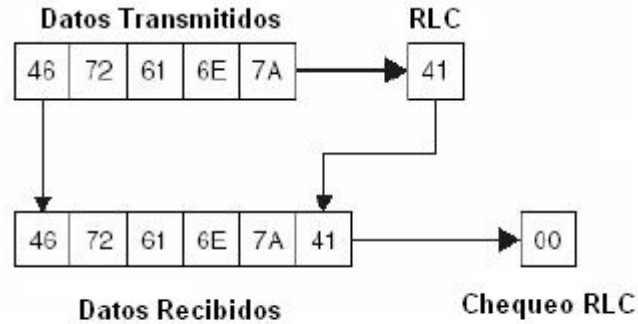 Datos Transmitidos RLC
46 72 61 6E 7A 41
46 72 61 6E 7A 41 00
Datos Recibidos Chequeo RLC